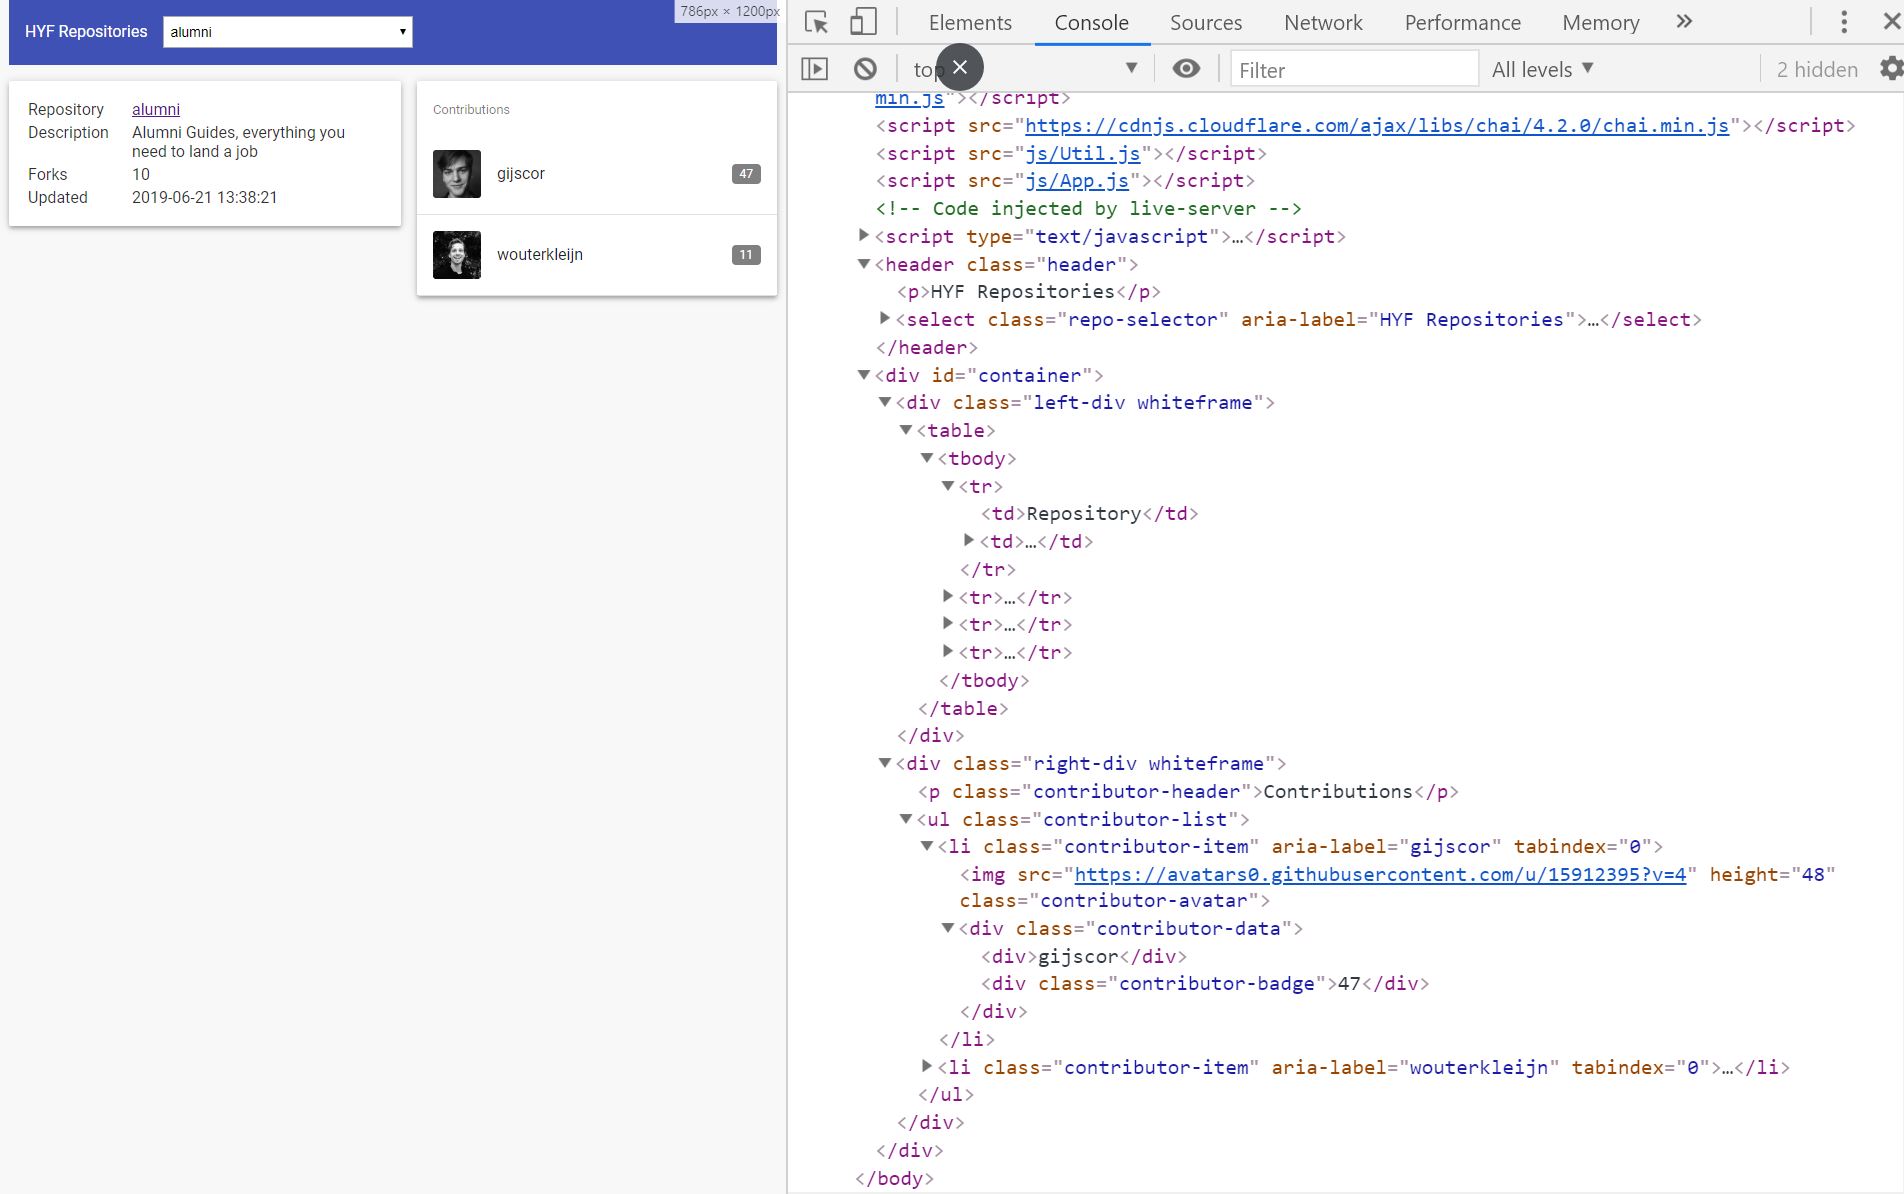 HYF Repositories
alumni
786px × 1200px
Repository alumni
Description Alumni Guides, everything you
need to land a job
Forks 10
Updated 2019-06-21 13:38:21
Contributions
gijscor 47
wouterkleijn 11
Elements Console Sources Network Performance Memory
top Filter All levels 2 hidden
min.js"></script>
<script src="https://cdnjs.cloudflare.com/ajax/libs/chai/4.2.0/chai.min.js"></script>
<script src="js/Util.js"></script>
<script src="js/App.js"></script>
<!-- Code injected by live-server -->
<script type="text/javascript">…</script>
<header class="header">
<p>HYF Repositories</p>
<select class="repo-selector" aria-label="HYF Repositories">…</select>
</header>
<div id="container">
<div class="left-div whiteframe">
<table>
<tbody>
<tr>
<td>Repository</td>
<td>…</td>
</tr>
<tr>…</tr>
<tr>…</tr>
<tr>…</tr>
</tbody>
</table>
</div>
<div class="right-div whiteframe">
<p class="contributor-header">Contributions</p>
<ul class="contributor-list">
<li class="contributor-item" aria-label="gijscor" tabindex="0">
<img src="https://avatars0.githubusercontent.com/u/15912395?v=4" height="48"
class="contributor-avatar">
<div class="contributor-data">
<div>gijscor</div>
<div class="contributor-badge">47</div>
</div>
</li>
<li class="contributor-item" aria-label="wouterkleijn" tabindex="0">…</li>
</ul>
</div>
</div>
</body>